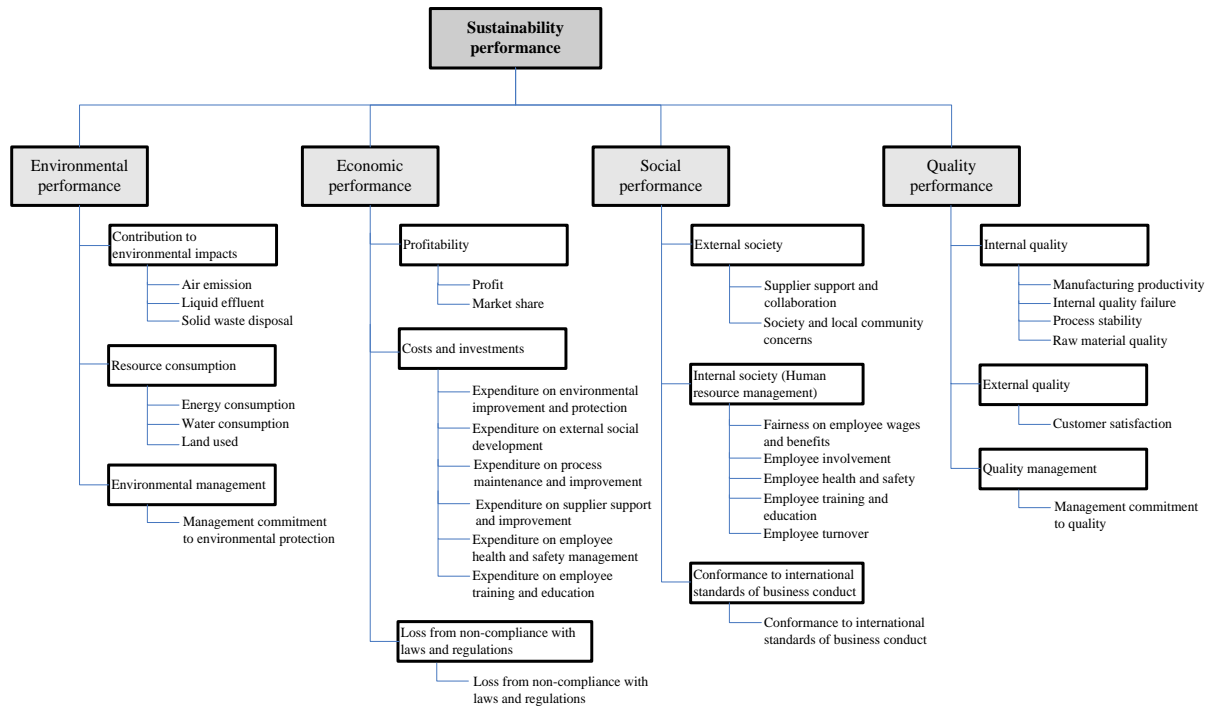 Sustainability
performance
Environmental
performance
Contribution to
environmental impacts
Air emission
Liquid effluent
Solid waste disposal
Resource consumption
Energy consumption
Water consumption
Land used
Environmental management
Management commitment
to environmental protection
Economic
performance
Profitability
Profit
Market share
Costs and investments
Expenditure on environmental
improvement and protection
Expenditure on external social
development
Expenditure on process
maintenance and improvement
Expenditure on supplier support
and improvement
Expenditure on employee
health and safety management
Expenditure on employee
training and education
Loss from non-compliance with
laws and regulations
Loss from non-compliance with
laws and regulations
Social
performance
External society
Supplier support and
collaboration
Society and local community
concerns
Internal society (Human
resource management)
Fairness on employee wages
and benefits
Employee involvement
Employee health and safety
Employee training and
education
Employee turnover
Conformance to international
standards of business conduct
Conformance to international
standards of business conduct
Quality
performance
Internal quality
Manufacturing productivity
Internal quality failure
Process stability
Raw material quality
External quality
Customer satisfaction
Quality management
Management commitment
to quality